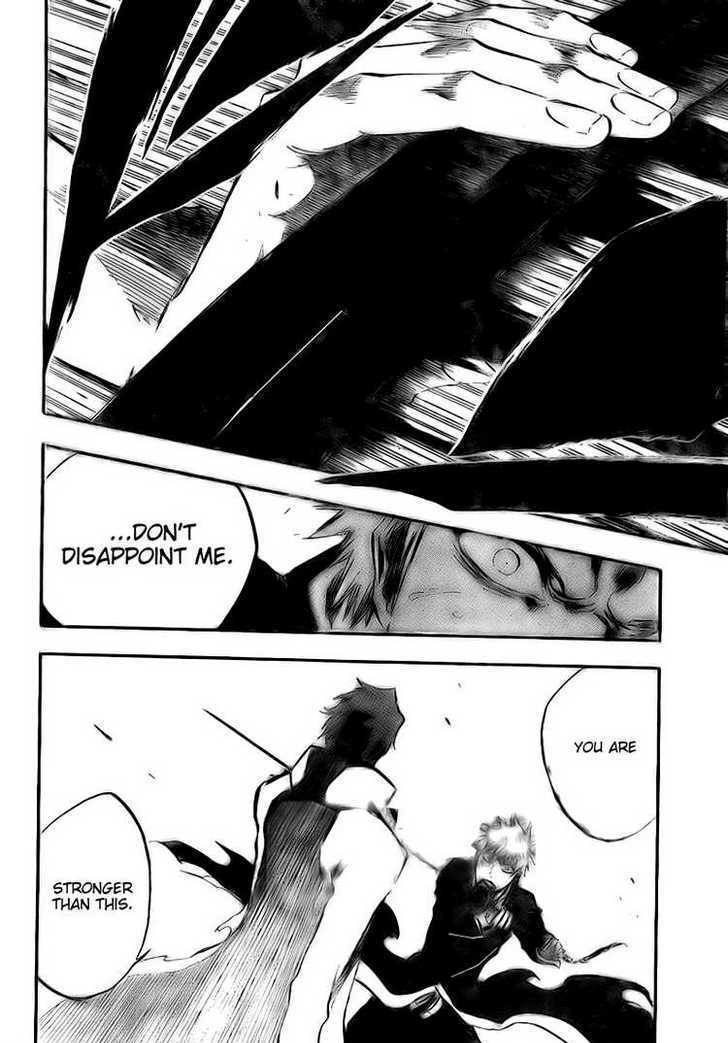 ...DON'T
DISAPPOINT ME.
YOU ARE
STRONGER
THAN THIS.